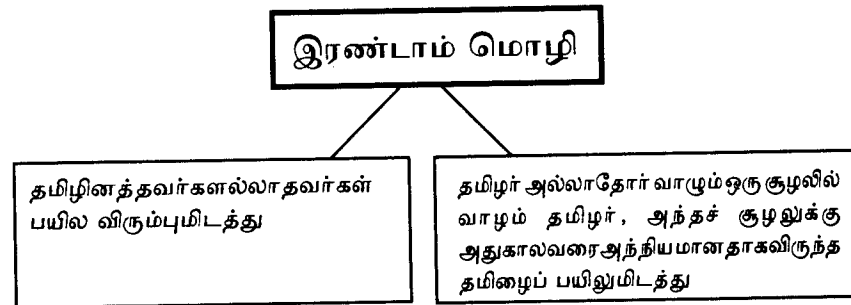 இரண்டாம் மொழி
தமிழினத்தவர்களல்லாதவர்கள்
பயில விரும்புமிடத்து
தமிழர் அல்லாதோர் வாழும் ஒரு சூழலில்
வாழம் தமிழர், அந்தச் சூழலுக்கு
அதுகாலவரை அந்நியமானதாகவிருந்த
தமிழைப் பயிலுமிடத்து